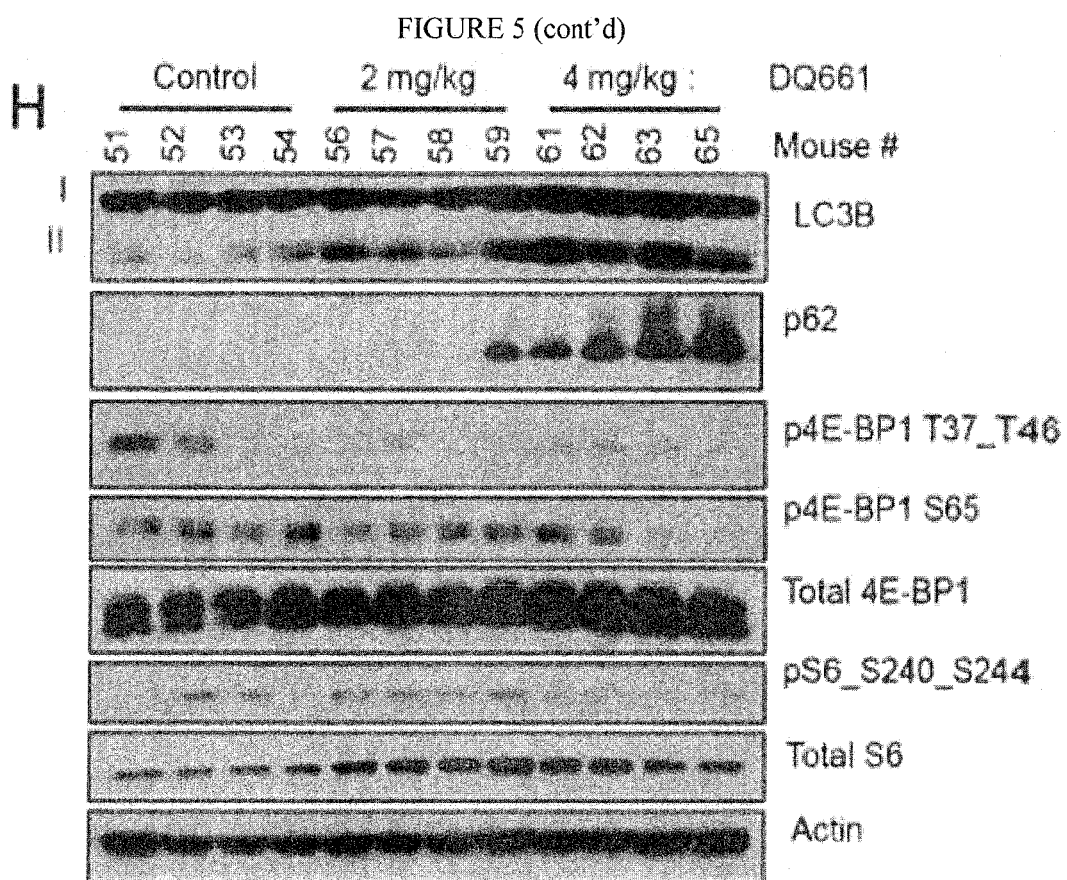 FIGURE 5 (cont’d)
H
Control 2 mg/kg 4 mg/kg : DQ661
51 52 53 54 56 57 58 59 61 62 63 65 Mouse #
I
II
LC3B
p62
p4E-BP1 T37_T46
p4E-BP1 S65
Total 4E-BP1
pS6_S240_S244
Total S6
Actin